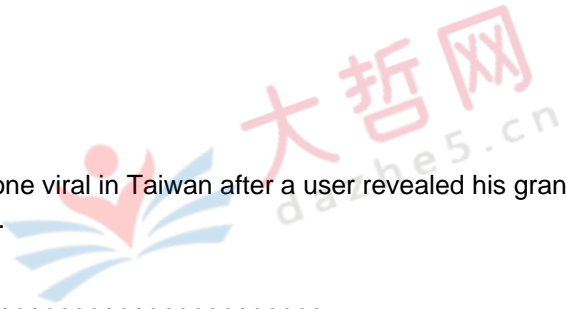 大哲网
dazhe5.cn
one viral in Taiwan after a user revealed his gran
.